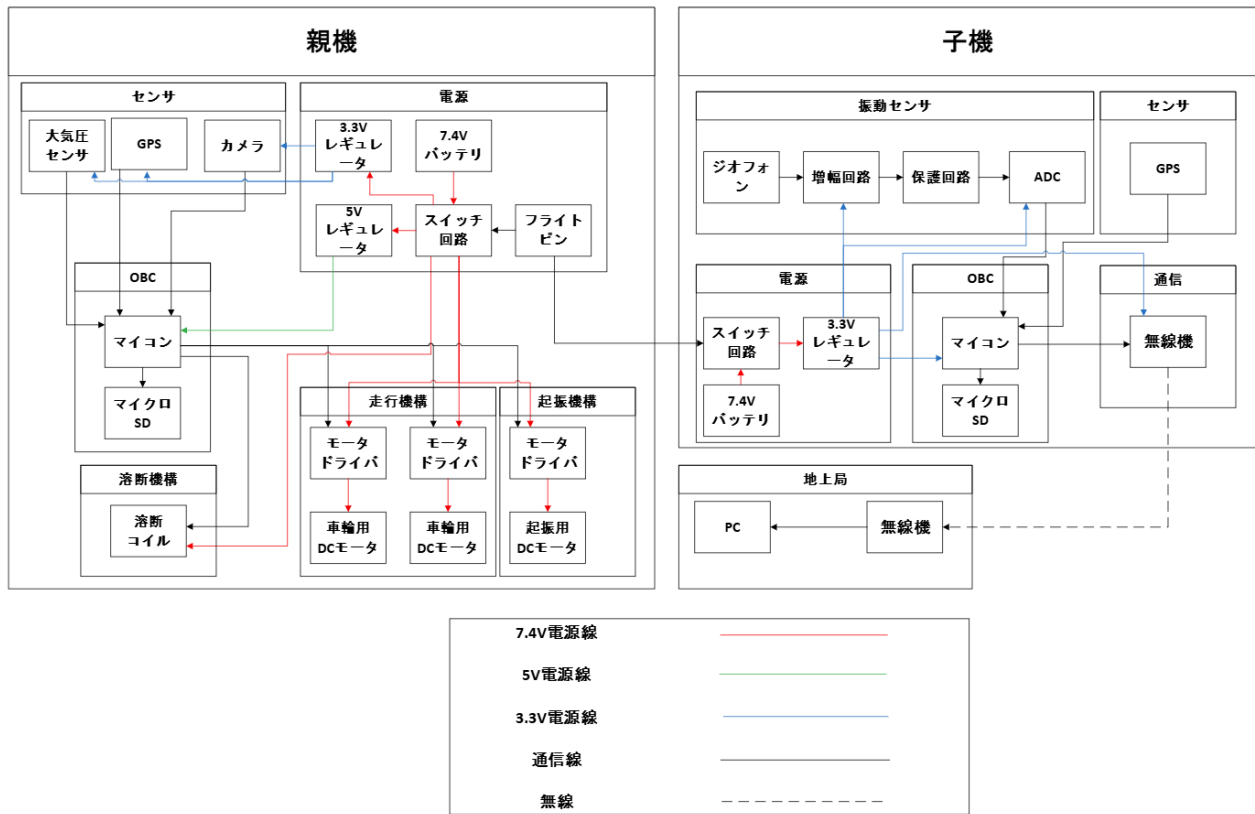 親機
センサ
大気圧
センサ
GPS
カメラ
電源
3.3V
レギュレ
ータ
7.4V
バッテリ
5V
レギュレ
ータ
スイッチ
回路
フライト
ピン
OBC
マイコン
マイクロ
SD
溶断機構
溶断
コイル
走行機構
モータ
ドライバ
モータ
ドライバ
車輪用
DCモータ
車輪用
DCモータ
起振機構
モータ
ドライバ
起振用
DCモータ
子機
振動センサ
ジオフォ
ン
増幅回路
保護回路
ADC
センサ
GPS
電源
スイッチ
回路
3.3V
レギュレ
ータ
7.4V
バッテリ
OBC
マイコン
マイクロ
SD
通信
無線機
地上局
PC
無線機
7.4V電源線
5V電源線
3.3V電源線
通信線
無線